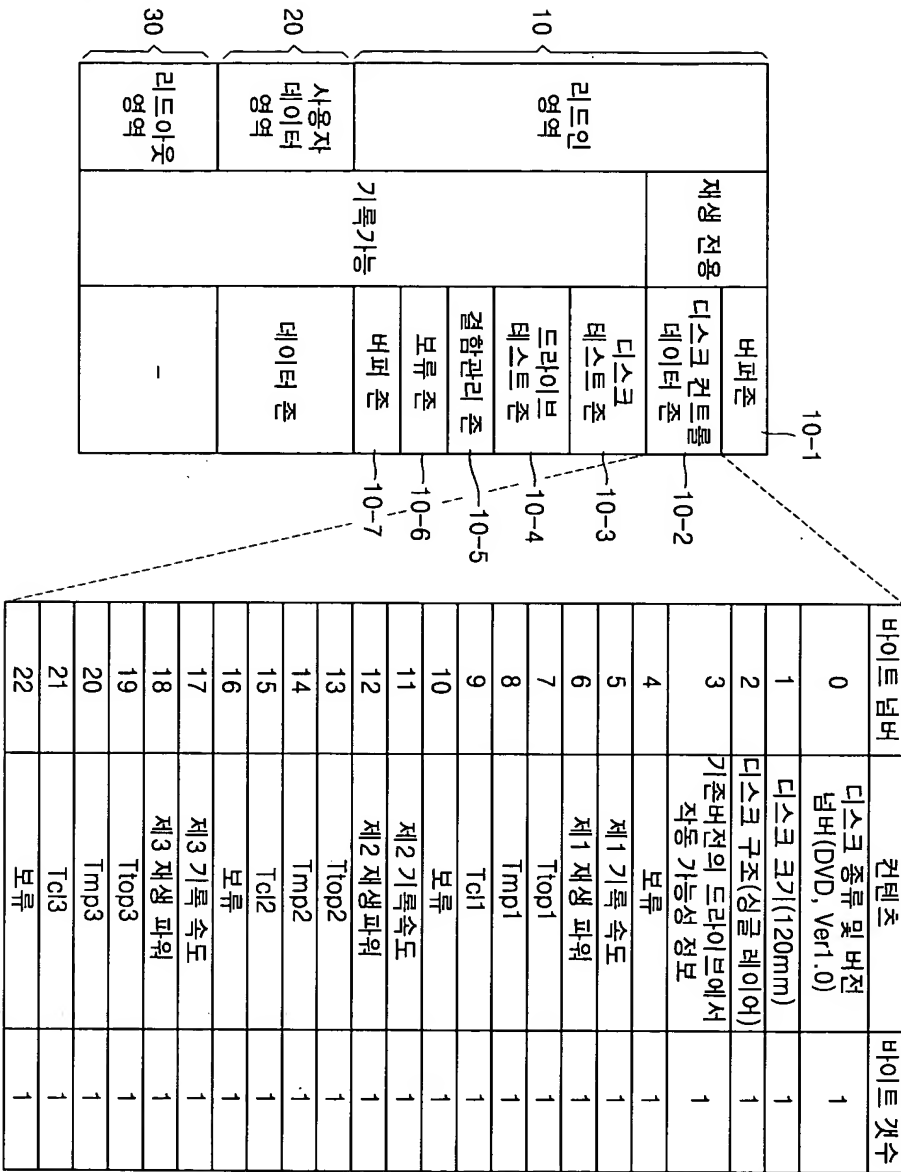 10
20
30
리드인
영역
사용자
데이터
영역
리드아웃
영역
재생 전용
기록가능
버퍼존
디스크 컨트롤
데이터 존
디스크
테스트 존
드라이브
테스트 존
결함관리 존
보류 존
버퍼 존
데이터 존
–
10-1
10-2
10-3
10-4
10-5
10-6
10-7
바이트 넘버 컨텐츠 바이트 갯수
0 디스크 종류 및 버전 1
넘버(DVD, Ver1.0)
1 디스크 크기(120mm) 1
2 디스크 구조(싱글 레이어) 1
3 기존버전의 드라이브에서 1
작동 가능성 정보
4 보류 1
5 제1 기록 속도 1
6 제1 재생 파워 1
7 Ttop1 1
8 Tmp1 1
9 Tcl1 1
10 보류 1
11 제2 기록속도 1
12 제2 재생파워 1
13 Ttop2 1
14 Tmp2 1
15 Tcl2 1
16 보류 1
17 제3 기록 속도 1
18 제3 재생 파워 1
19 Ttop3 1
20 Tmp3 1
21 Tcl3 1
22 보류 1